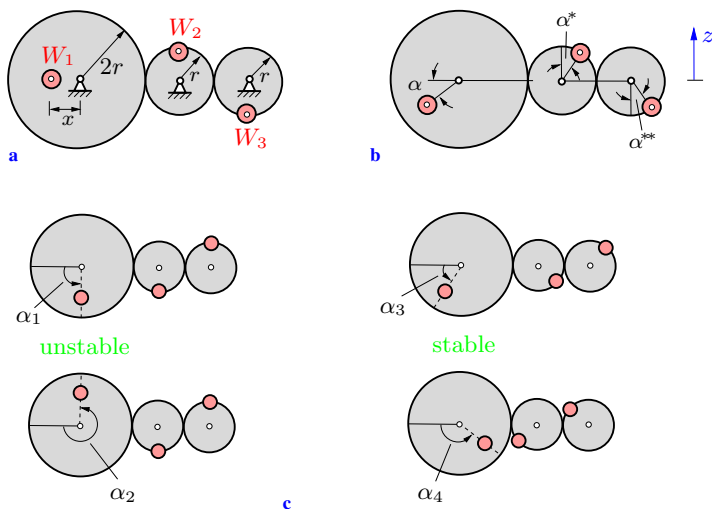 W₁ 2r W₂ r r
x W₃
a
α α* z
α**
b
α₁ α₃
unstable stable
α₂ α₄
c